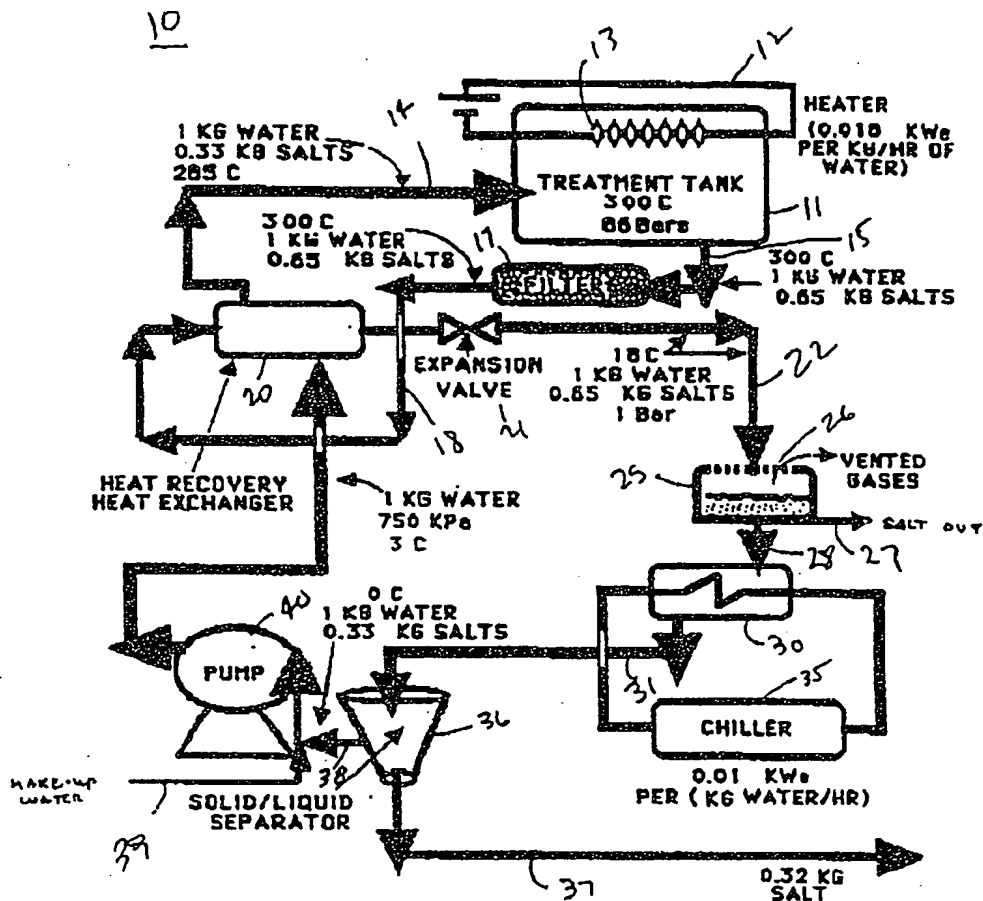 10
13
12
HEATER
(0.018 KWe
PER KG/HR OF
WATER)
1 KG WATER
0.33 KG SALTS
285 C
14
TREATMENT TANK
300 C
86 Bars
11
300 C
1 KG WATER
0.65 KG SALTS
17
FILTER
15
300 C
1 KG WATER
0.65 KG SALTS
20
EXPANSION
VALVE
21
18
18 C
1 KG WATER
0.65 KG SALTS
1 Bar
22
HEAT RECOVERY
HEAT EXCHANGER
1 KG WATER
750 KPa
3 C
25
26
VENTED
GASES
SALT OUT
27
28
30
31
35
CHILLER
0.01 KWe
PER (KG WATER/HR)
40
PUMP
0 C
1 KG WATER
0.33 KG SALTS
36
38
MAKE-UP
WATER
39
SOLID/LIQUID
SEPARATOR
37
0.32 KG
SALT